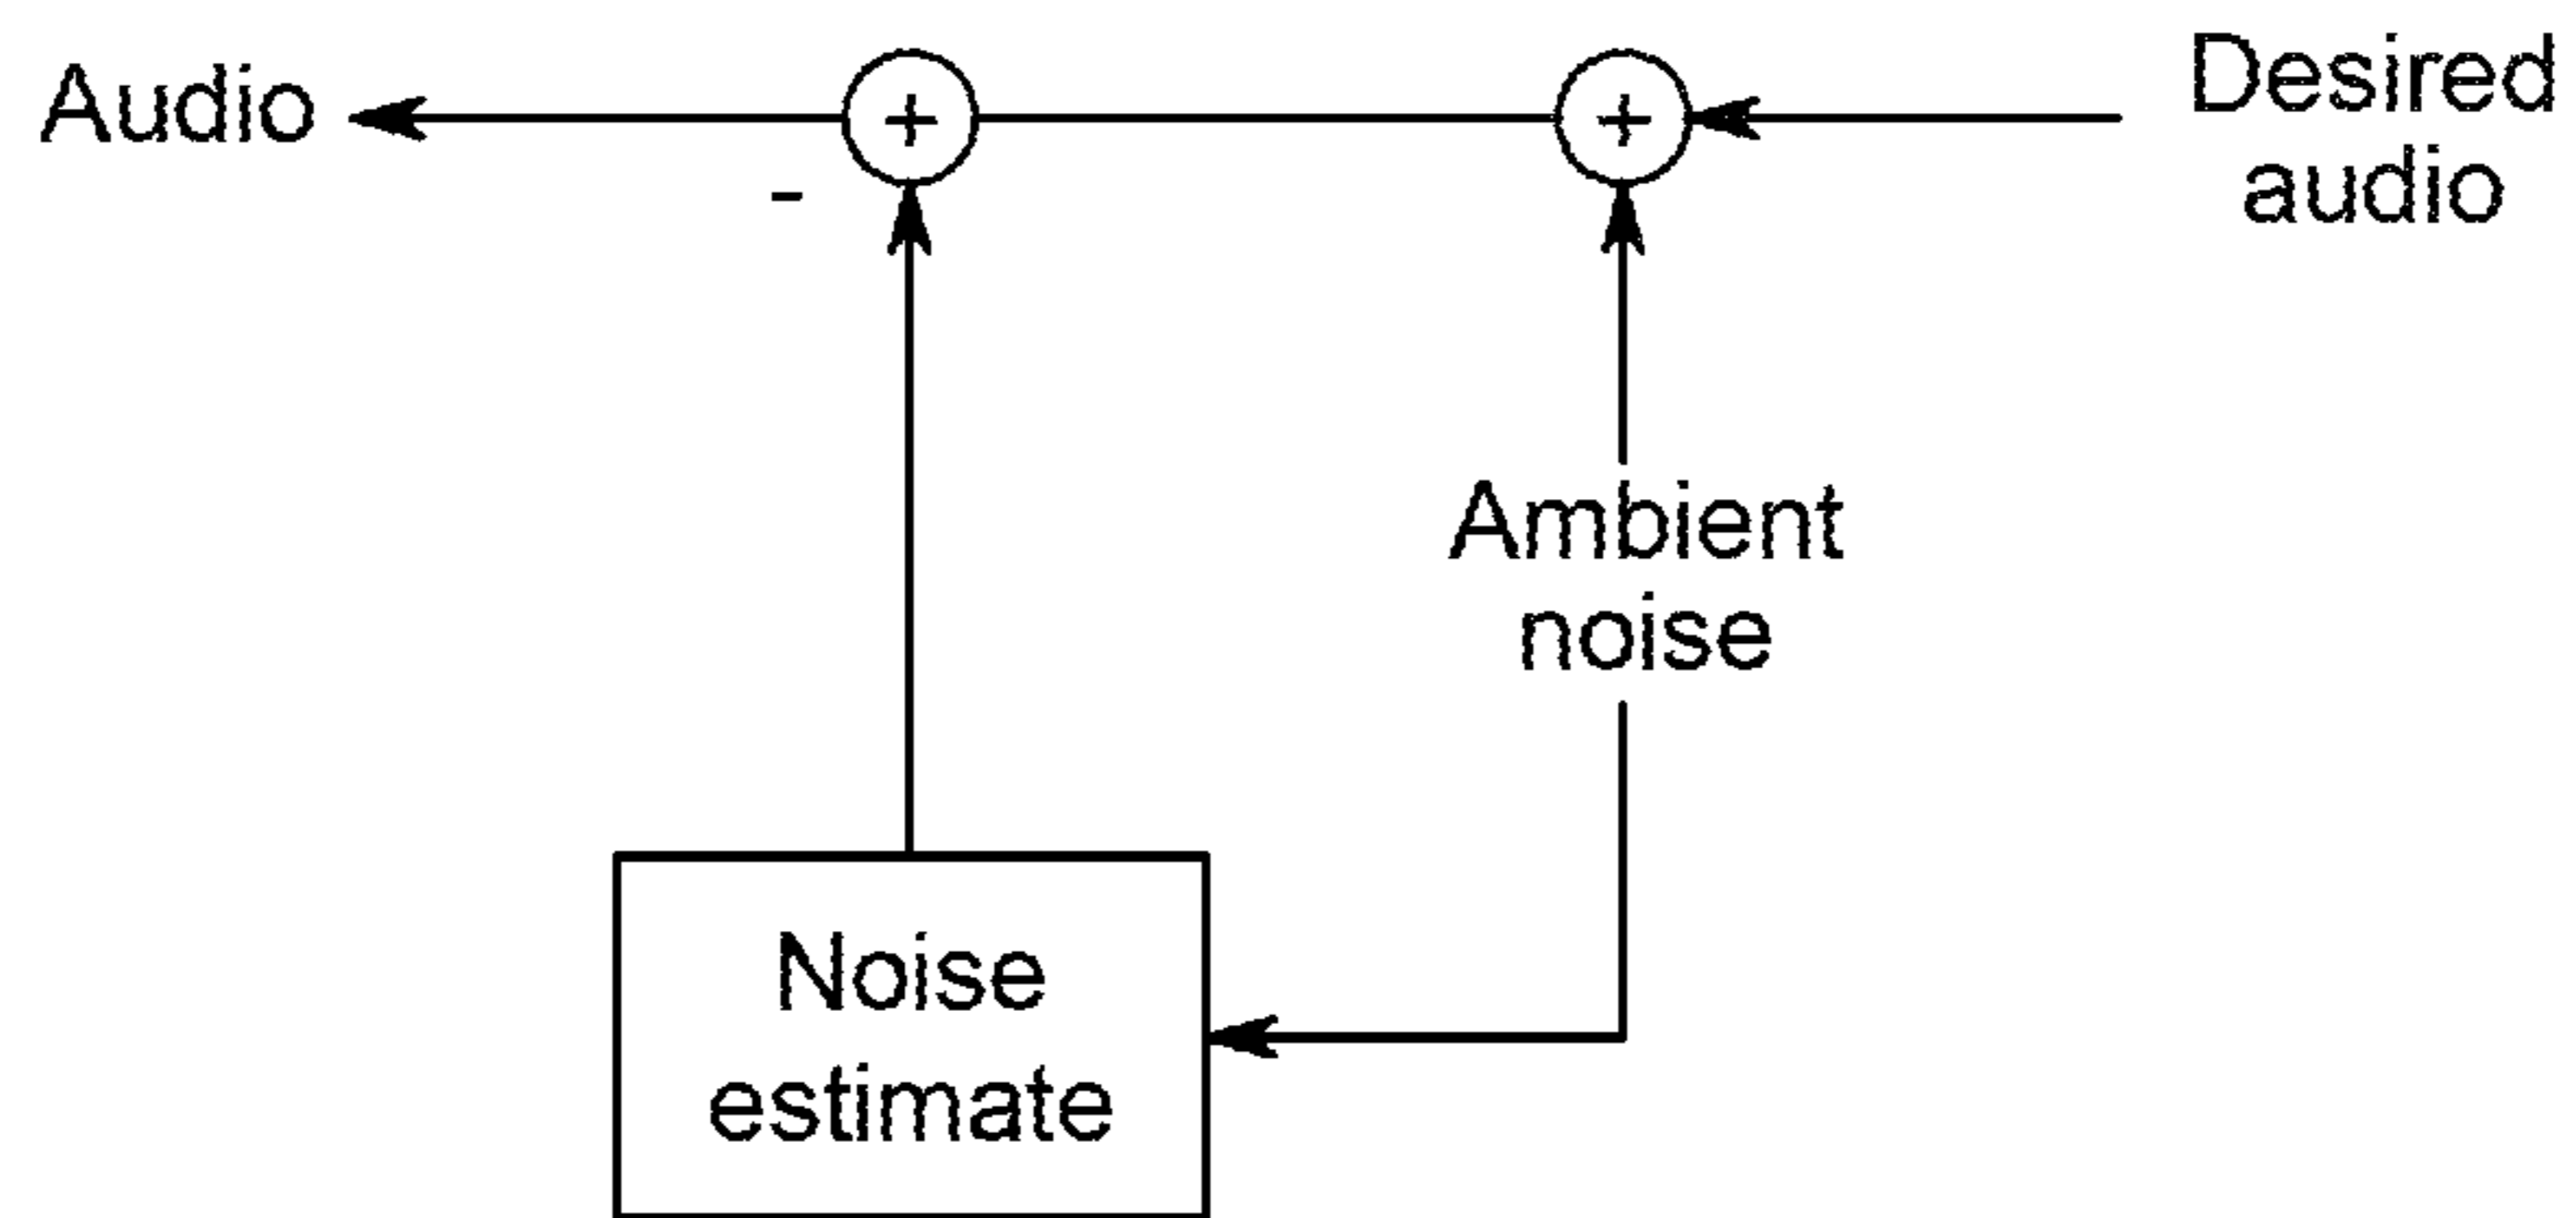 Audio
+
+
Desired
audio
-
Ambient
noise
Noise
estimate